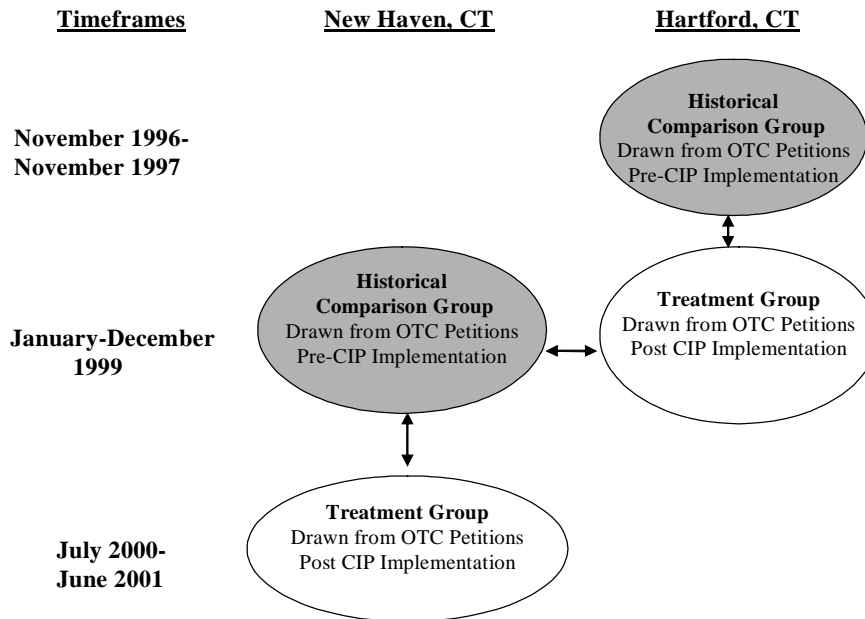 Timeframes
New Haven, CT
Hartford, CT
November 1996-
November 1997
Historical
Comparison Group
Drawn from OTC Petitions
Pre-CIP Implementation
January-December
1999
Historical
Comparison Group
Drawn from OTC Petitions
Pre-CIP Implementation
Treatment Group
Drawn from OTC Petitions
Post CIP Implementation
July 2000-
June 2001
Treatment Group
Drawn from OTC Petitions
Post CIP Implementation